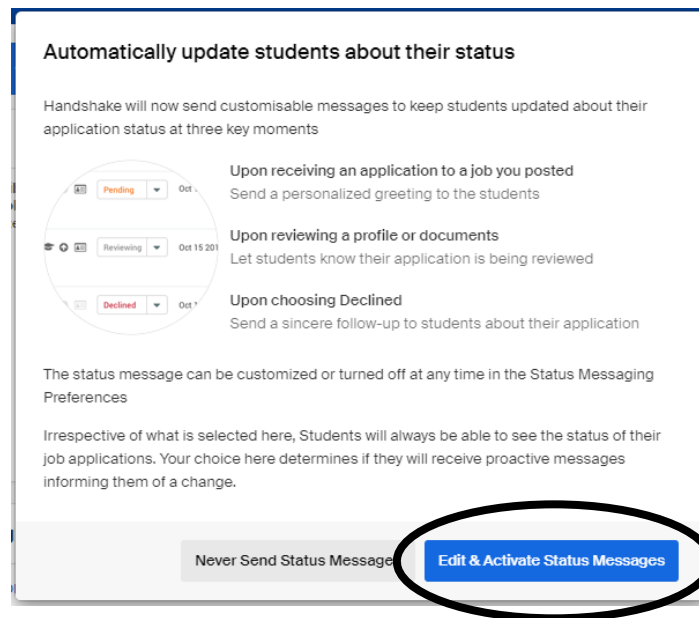 Automatically update students about their status
Handshake will now send customisable messages to keep students updated about their
application status at three key moments
Upon receiving an application to a job you posted
Pending
Oct
Send a personalized greeting to the students
Upon reviewing a profile or documents
Reviewing
Oct 15 201
Let students know their application is being reviewed
Upon choosing Declined
Declined
Oct
Send a sincere follow-up to students about their application
The status message can be customized or turned off at any time in the Status Messaging
Preferences
Irrespective of what is selected here, Students will always be able to see the status of their
job applications. Your choice here determines if they will receive proactive messages
informing them of a change.
Never Send Status Message
Edit & Activate Status Messages